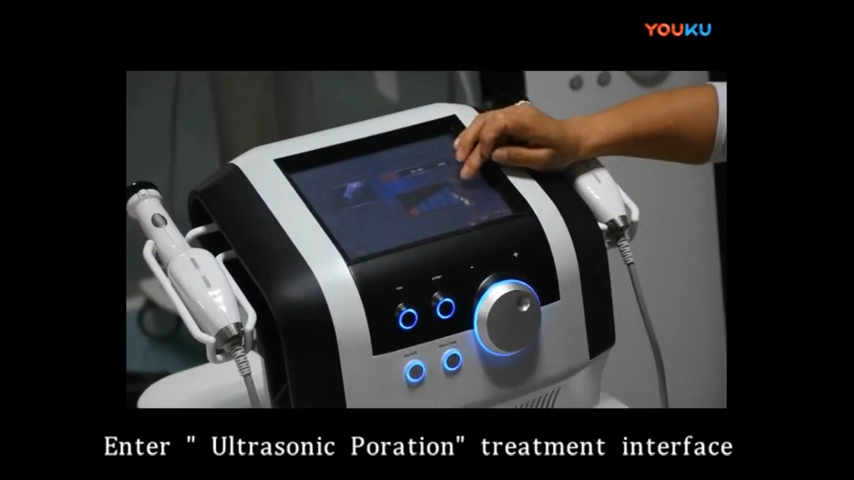 YOUKU
- +
Enter " Ultrasonic Poration" treatment interface